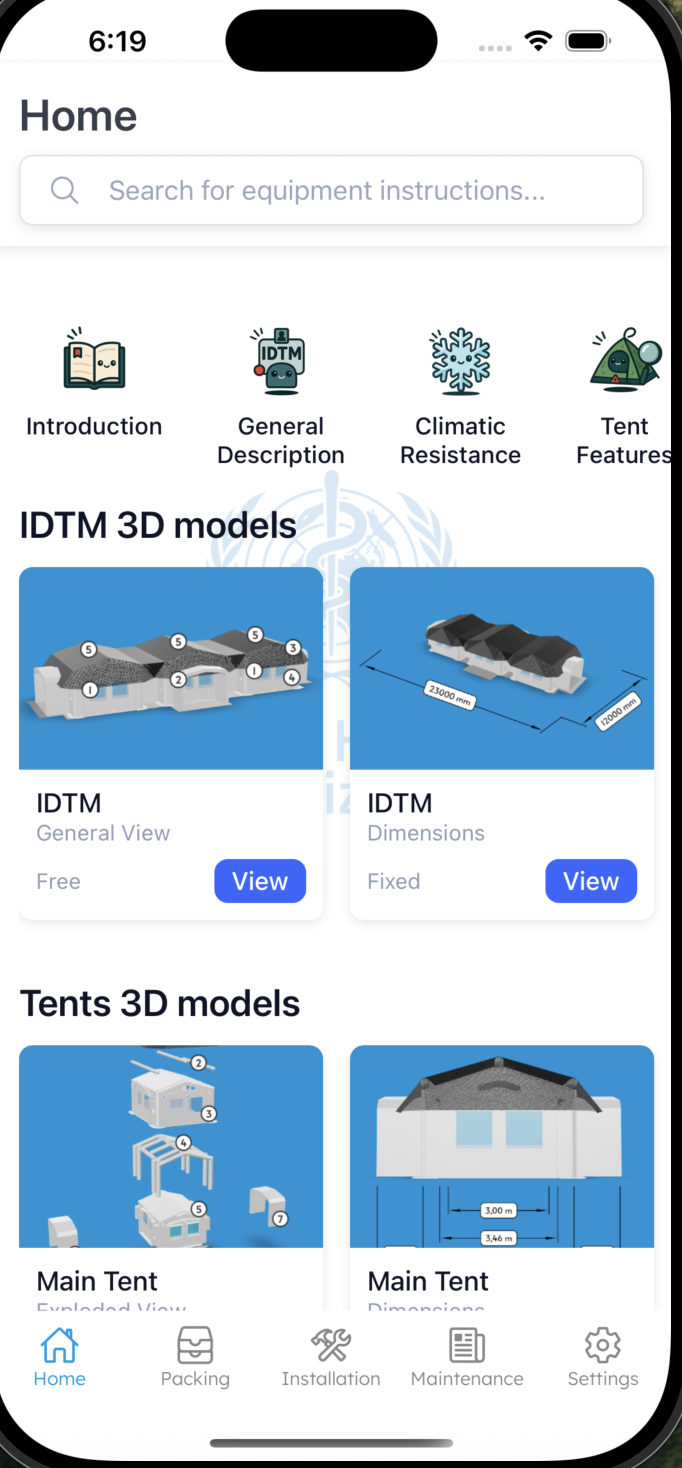 6:19
Home
Search for equipment instructions...
IDTM
Introduction
General
Description
Climatic
Resistance
Tent
Features
IDTM 3D models
5
5
5
3
1
2
1
4
23000 mm
12000 mm
IDTM
General View
Free
View
IDTM
Dimensions
Fixed
View
Tents 3D models
2
3
4
5
7
3,00 m
3,46 m
Main Tent
Exploded View
Main Tent
Dimensions
Home
Packing
Installation
Maintenance
Settings